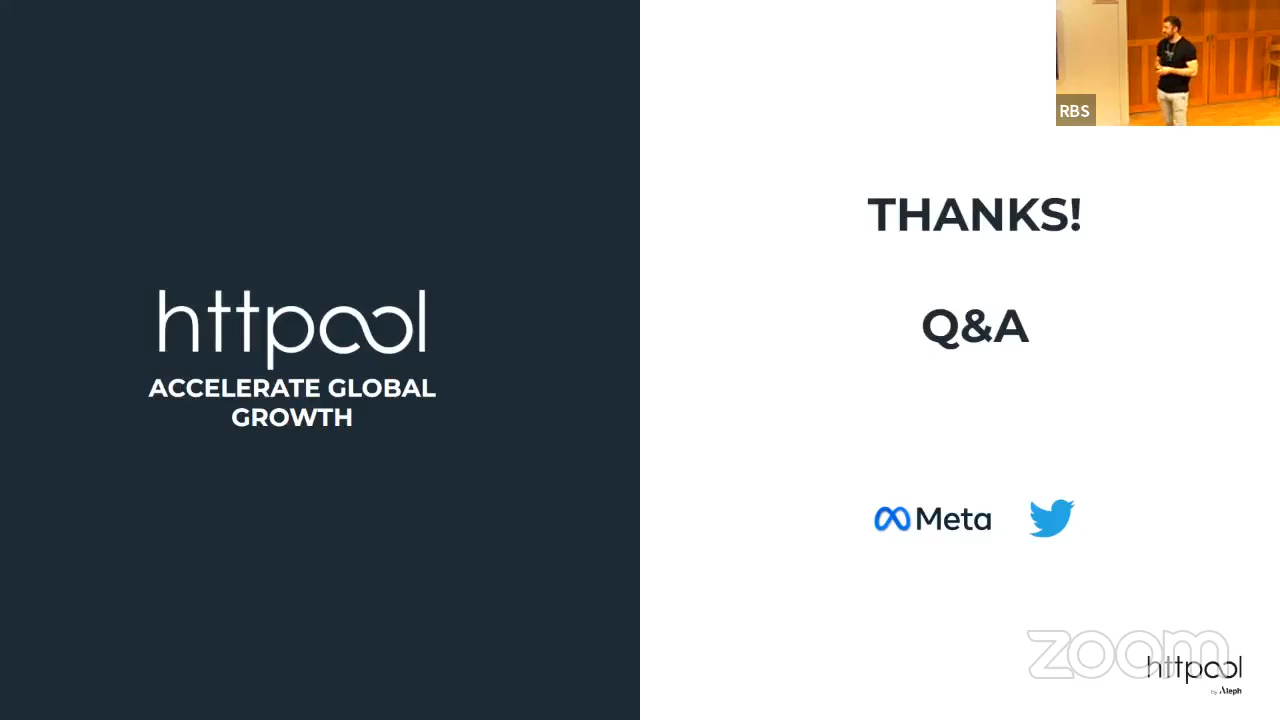 httpool
ACCELERATE GLOBAL
GROWTH
RBS
THANKS!
Q&A
Meta
zoom
httpool
by Aleph